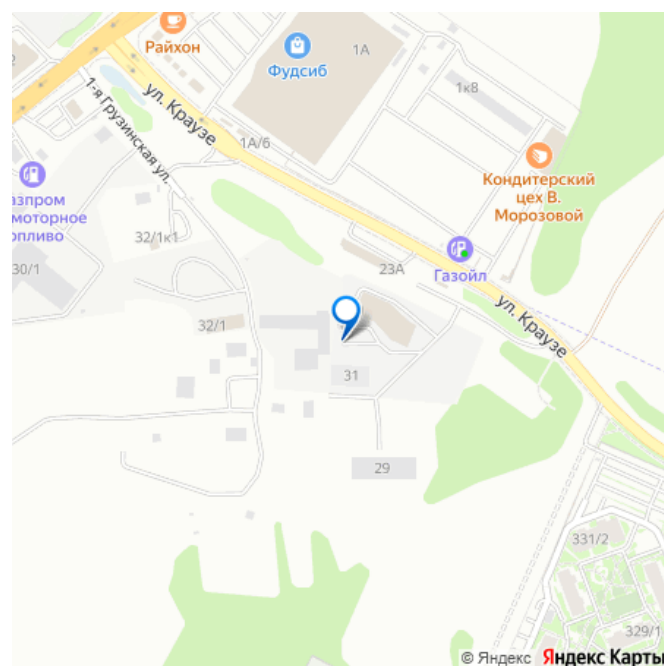 Райхон
2
1А
Фудсиб
1к8
1-я Грузинская ул.
ул. Краузе
1А/6
Кондитерский
цех В.
Морозовой
азпром
моторное
опливо
32/1к1
30/1
23А
Газойл
ул. Краузе
32/1
31
29
331/2
329/1
© Яндекс Яндекс Карты